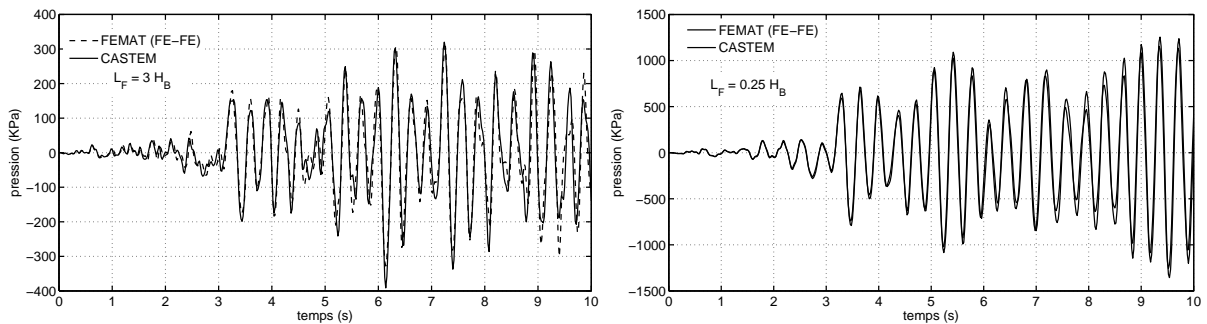 400
300
200
100
0
−100
−200
−300
−400
pression (KPa)
FEMAT (FE−FE)
CASTEM
L_F = 3 H_B
0 1 2 3 4 5 6 7 8 9 10
temps (s)
1500
1000
500
0
−500
−1000
−1500
pression (KPa)
FEMAT (FE−FE)
CASTEM
L_F = 0.25 H_B
0 1 2 3 4 5 6 7 8 9 10
temps (s)